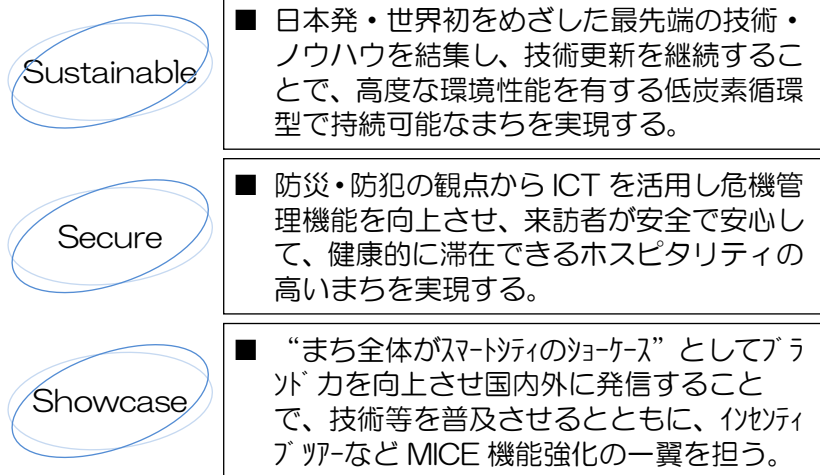 Sustainable
■ 日本発・世界初をめざした最先端の技術・
ノウハウを結集し、技術更新を継続するこ
とで、高度な環境性能を有する低炭素循環
型で持続可能なまちを実現する。
Secure
■ 防災・防犯の観点から ICT を活用し危機管
理機能を向上させ、来訪者が安全で安心し
て、健康的に滞在できるホスピタリティの
高いまちを実現する。
Showcase
■ “まち全体がｽﾏｰﾄｼﾃｨのｼｮｰｹｰｽ”としてﾌﾞﾗ
ﾝﾄﾞ力を向上させ国内外に発信すること
で、技術等を普及させるとともに、ｲﾝｾﾝﾃｨ
ﾌﾞﾂｱｰなど MICE 機能強化の一翼を担う。